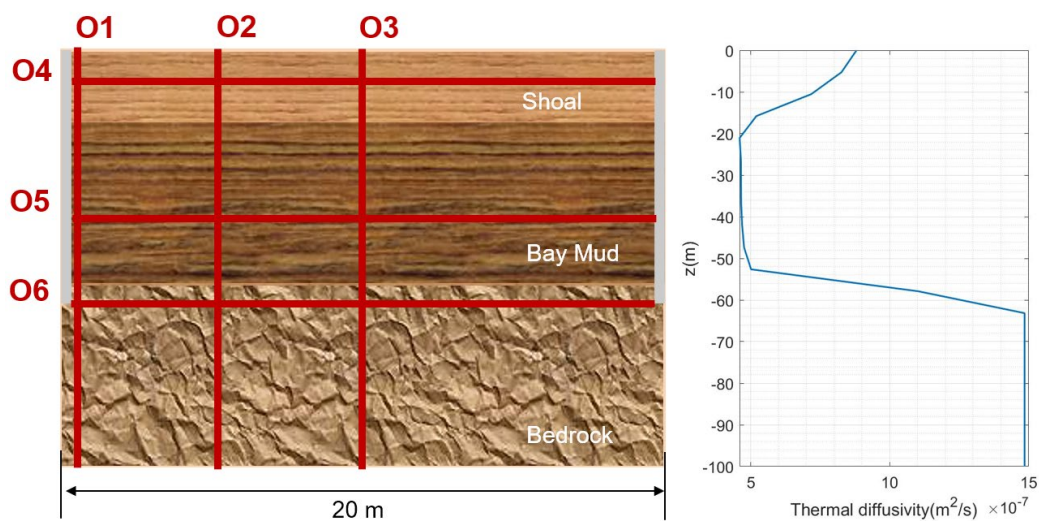 O1 O2 O3
O4
Shoal
O5
Bay Mud
O6
Bedrock
20 m
0
-10
-20
-30
-40
-50
-60
-70
-80
-90
-100
z(m)
5 10 15
Thermal diffusivity(m²/s) ×10⁻⁷